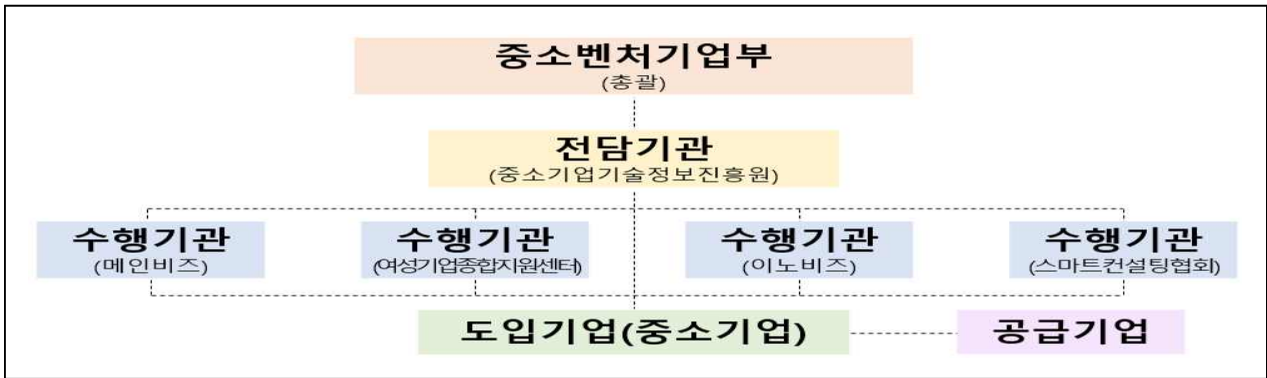 중소벤처기업부
(총괄)
전담기관
(중소기업기술정보진흥원)
수행기관
(메인비즈)
수행기관
(여성기업종합지원센터)
수행기관
(이노비즈)
수행기관
(스마트컨설팅협회)
도입기업(중소기업)
공급기업